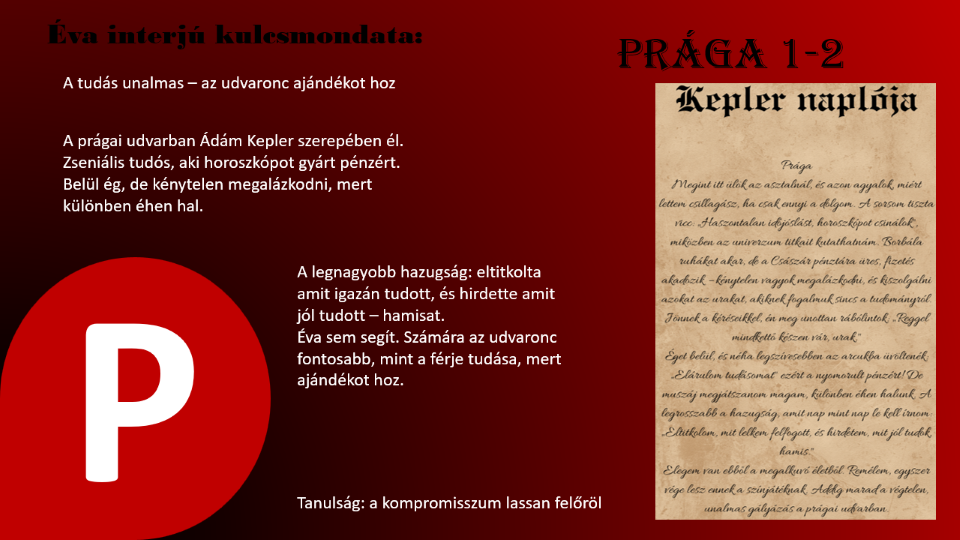 Éva interjú kulcsmondata:
A tudás unalmas – az udvaronc ajándékot hoz
A prágai udvarban Ádám Kepler szerepében él.
Zseniális tudós, aki horoszkópot gyárt pénzért.
Belül ég, de kénytelen megalázkodni, mert
különben éhen hal.
P
A legnagyobb hazugság: eltitkolta
amit igazán tudott, és hirdette amit
jól tudott – hamisat.
Éva sem segít. Számára az udvaronc
fontosabb, mint a férje tudása, mert
ajándékot hoz.
Tanulság: a kompromisszum lassan felőröl
PRÁGA 1-2
Kepler naplója
Prága
Megint itt ülök az asztalnál, és azon agyalok, miért
lettem csillagász, ha csak ennyi a dolgom. A sorsom tiszta
vicc. „Haszontalan időjóslást, horoszkópot csinálok”,
miközben az univerzum titkait kutathatnám. Borbála
ruhákat akar, de a Császár pénztára üres, fizetés
akadozik – kénytelen vagyok megalázkodni, és kiszolgálni
azokat az urakat, akiknek fogalmuk sincs a tudományról.
Jönnek a kéréseikkel, én meg unottan rábólintok. „Reggel
mindkettő készen vár, urak.”
Éget belül, és néha legszívesebben az arcukba üvölteném:
„Elárulom tudásomat” ezért a nyomorult pénzért! De
muszáj megjátszanom magam, különben éhen halunk. A
legrosszabb a hazugság, amit nap mint nap le kell írnom:
„Eltitkolom, mit lelkem felfogott, és hirdetem, mit jól tudok,
hamis.”
Elegem van ebből a megalkuvó életből. Remélem, egyszer
vége lesz ennek a színjátéknak. Addig marad a végtelen,
unalmas gályázás a prágai udvarban.